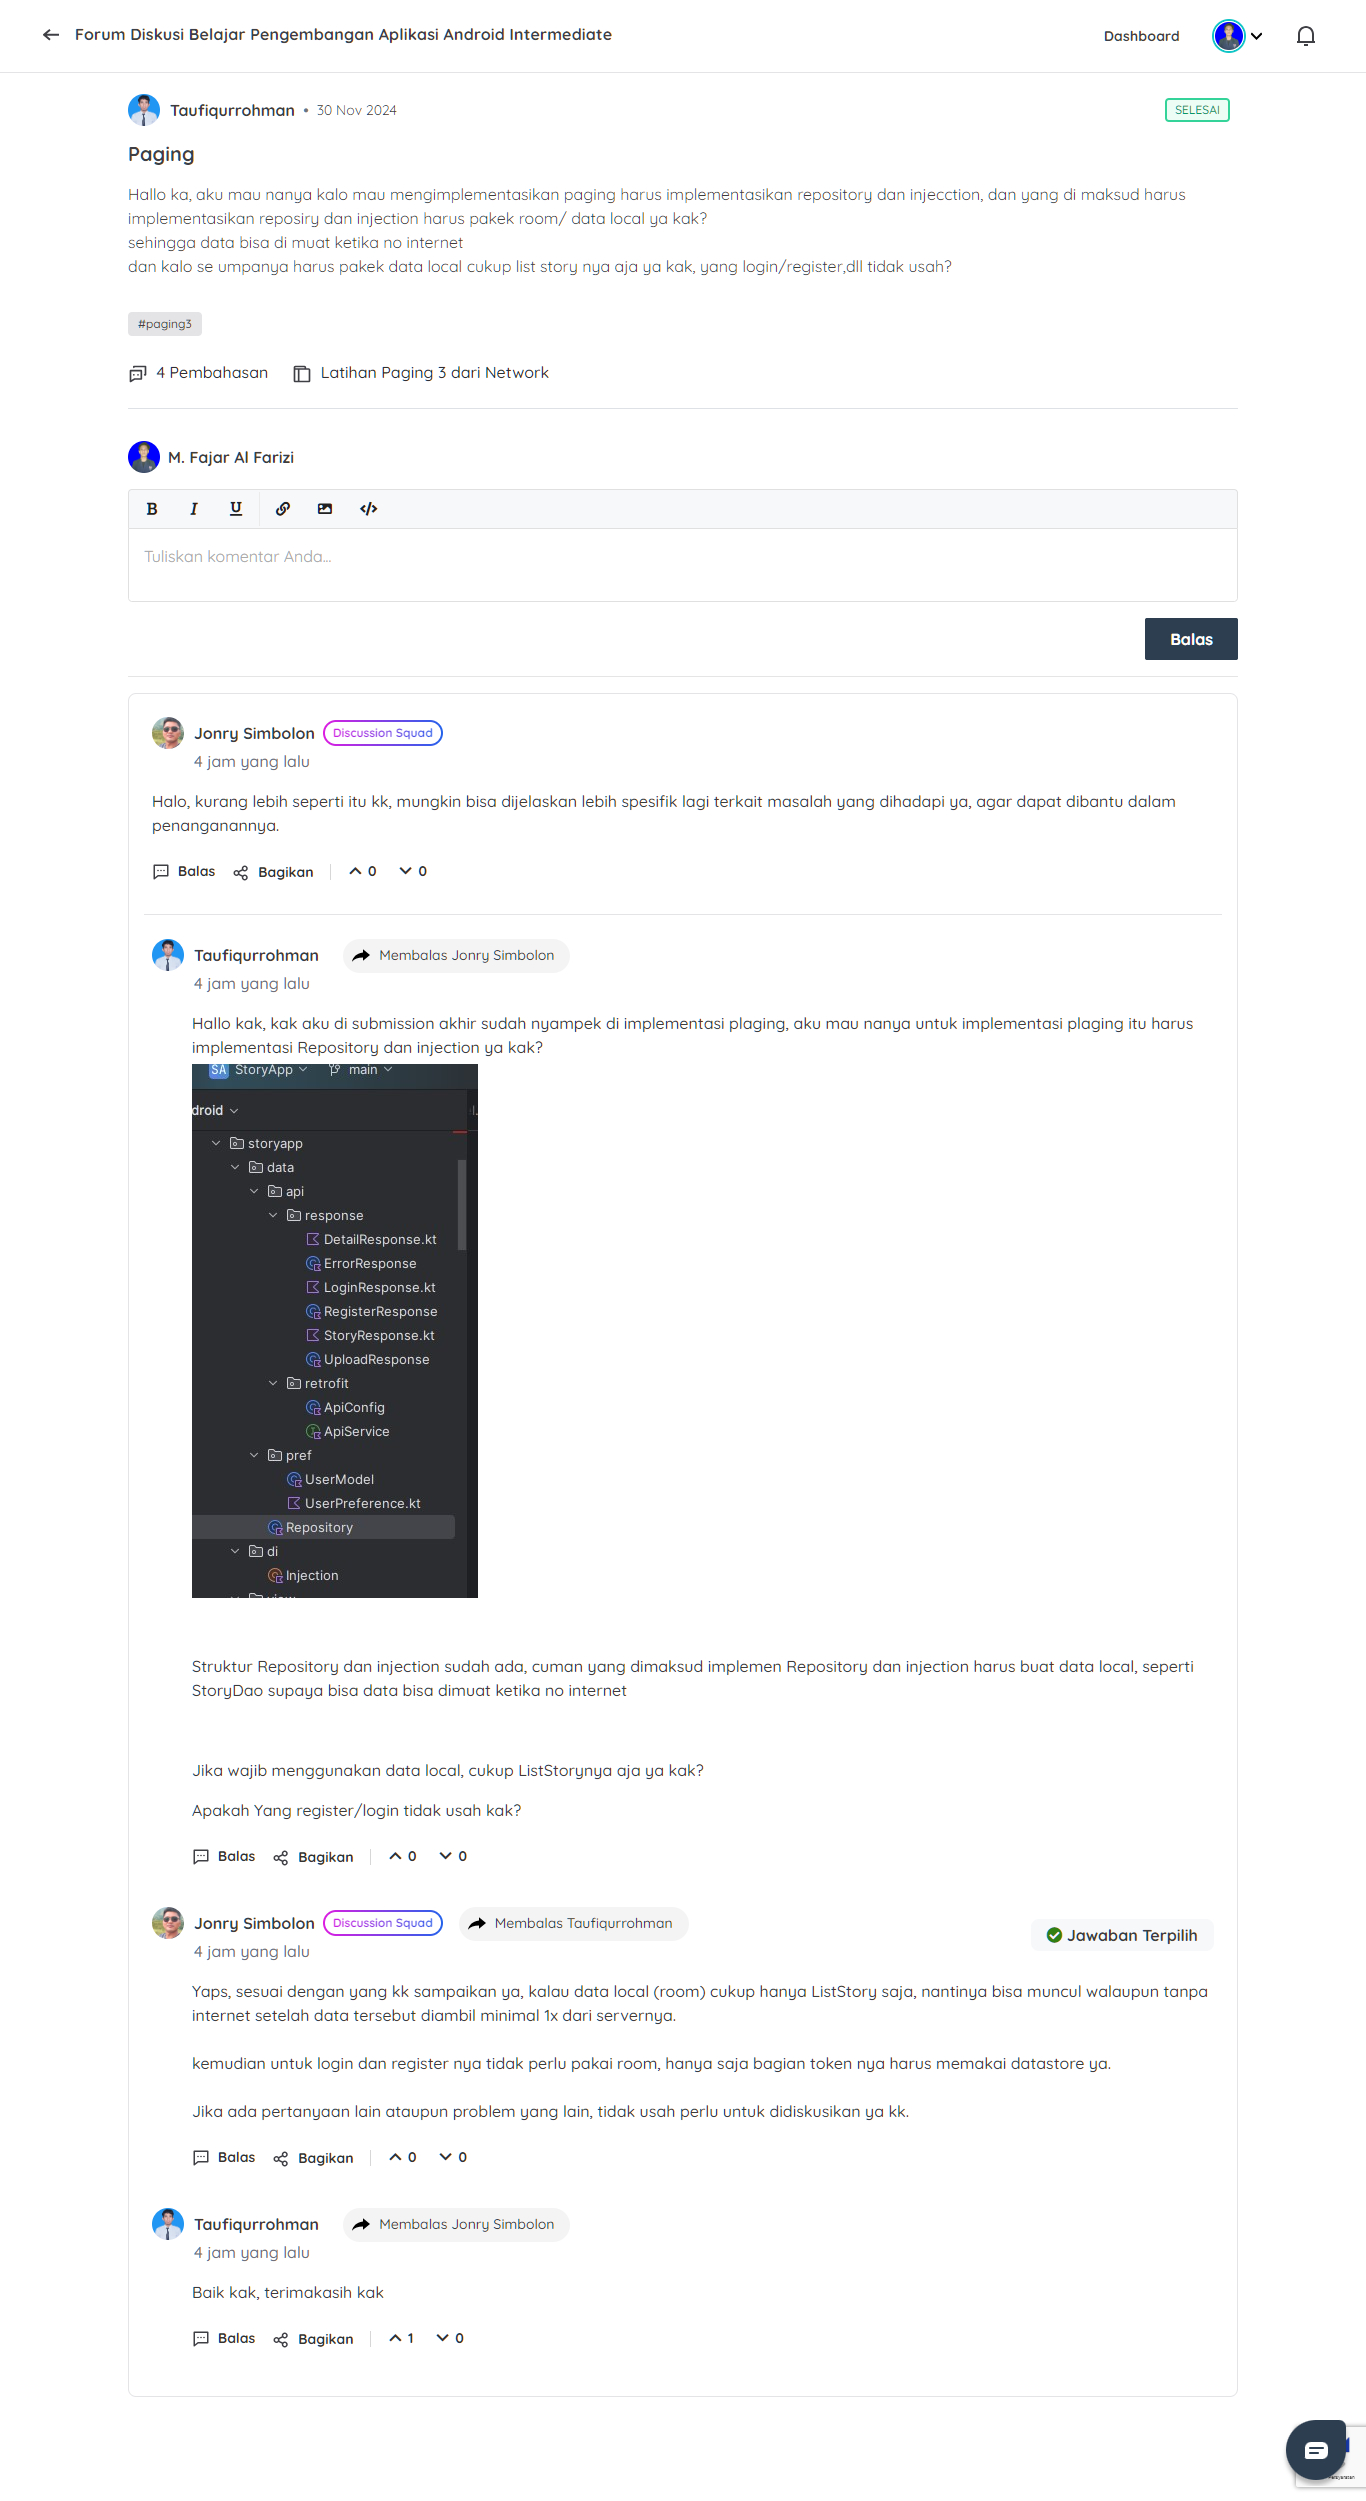 Forum Diskusi Belajar Pengembangan Aplikasi Android Intermediate
Dashboard
Taufiqurrohman • 30 Nov 2024
SELESAI
Paging
Hallo ka, aku mau nanya kalo mau mengimplementasikan paging harus implementasikan repository dan injecction, dan yang di maksud harus
implementasikan reposiry dan injection harus pakek room/ data local ya kak?
sehingga data bisa di muat ketika no internet
dan kalo se umpanya harus pakek data local cukup list story nya aja ya kak, yang login/register,dll tidak usah?
#paging3
4 Pembahasan
Latihan Paging 3 dari Network
M. Fajar Al Farizi
B I U
Tuliskan komentar Anda...
Balas
Jonry Simbolon
Discussion Squad
4 jam yang lalu
Halo, kurang lebih seperti itu kk, mungkin bisa dijelaskan lebih spesifik lagi terkait masalah yang dihadapi ya, agar dapat dibantu dalam
penanganannya.
Balas Bagikan 0 0
Taufiqurrohman
Membalas Jonry Simbolon
4 jam yang lalu
Hallo kak, kak aku di submission akhir sudah nyampek di implementasi plaging, aku mau nanya untuk implementasi plaging itu harus
implementasi Repository dan injection ya kak?
SA StoryApp main
droid
storyapp
data
api
response
DetailResponse.kt
ErrorResponse
LoginResponse.kt
RegisterResponse
StoryResponse.kt
UploadResponse
retrofit
ApiConfig
ApiService
pref
UserModel
UserPreference.kt
Repository
di
Injection
Struktur Repository dan injection sudah ada, cuman yang dimaksud implemen Repository dan injection harus buat data local, seperti
StoryDao supaya bisa data bisa dimuat ketika no internet
Jika wajib menggunakan data local, cukup ListStorynya aja ya kak?
Apakah Yang register/login tidak usah kak?
Balas Bagikan 0 0
Jonry Simbolon
Discussion Squad
Membalas Taufiqurrohman
Jawaban Terpilih
4 jam yang lalu
Yaps, sesuai dengan yang kk sampaikan ya, kalau data local (room) cukup hanya ListStory saja, nantinya bisa muncul walaupun tanpa
internet setelah data tersebut diambil minimal 1x dari servernya.
kemudian untuk login dan register nya tidak perlu pakai room, hanya saja bagian token nya harus memakai datastore ya.
Jika ada pertanyaan lain ataupun problem yang lain, tidak usah perlu untuk didiskusikan ya kk.
Balas Bagikan 0 0
Taufiqurrohman
Membalas Jonry Simbolon
4 jam yang lalu
Baik kak, terimakasih kak
Balas Bagikan 1 0